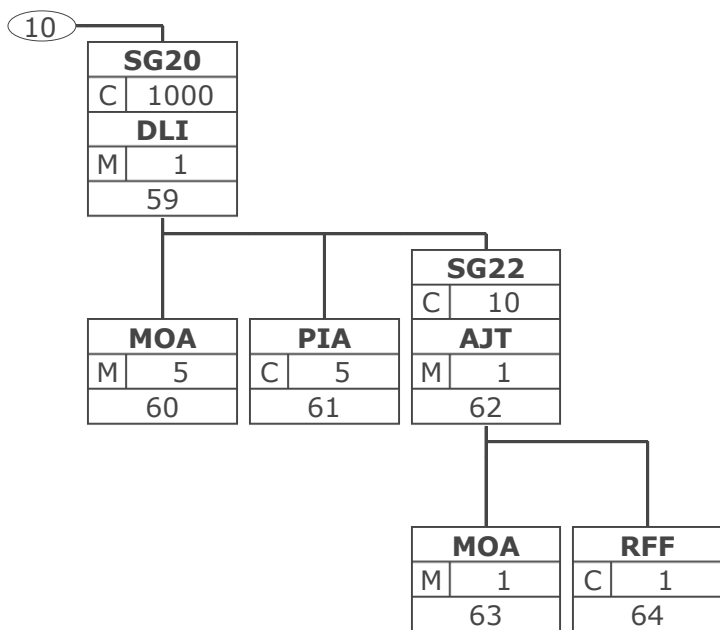 10
SG20
C 1000
DLI
M 1
59
SG22
C 10
MOA PIA AJT
M 5 C 5 M 1
60 61 62
MOA RFF
M 1 C 1
63 64